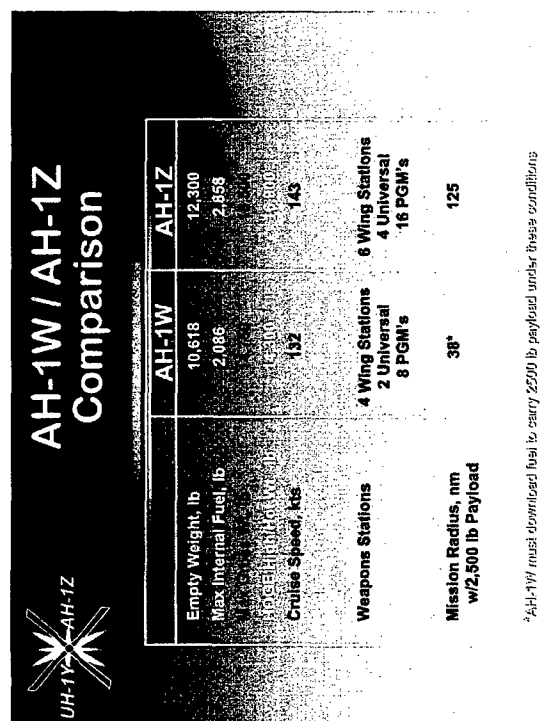 UH-1Y AH-1Z
AH-1W / AH-1Z
Comparison
AH-1W AH-1Z
Empty Weight, lb 10,618 12,300
Max Internal Fuel, lb 2,086 2,858
Cruise Speed, kts 132 143
Weapons Stations 4 Wing Stations 6 Wing Stations
2 Universal 4 Universal
8 PGM's 16 PGM's
Mission Radius, nm 38* 125
w/2,500 lb Payload
*AH-1W must download fuel to carry 2500 lb payload under these conditions